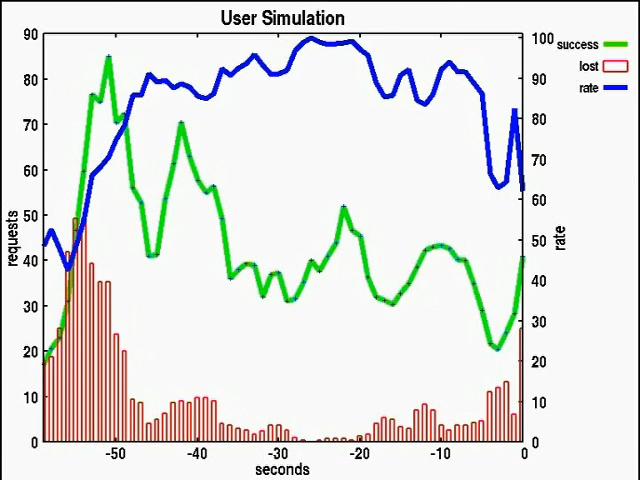 User Simulation
success
lost
rate
requests
90
80
70
60
50
40
30
20
10
0
100
90
80
70
60
50
40
30
20
10
0
rate
-50 -40 -30 -20 -10 0
seconds